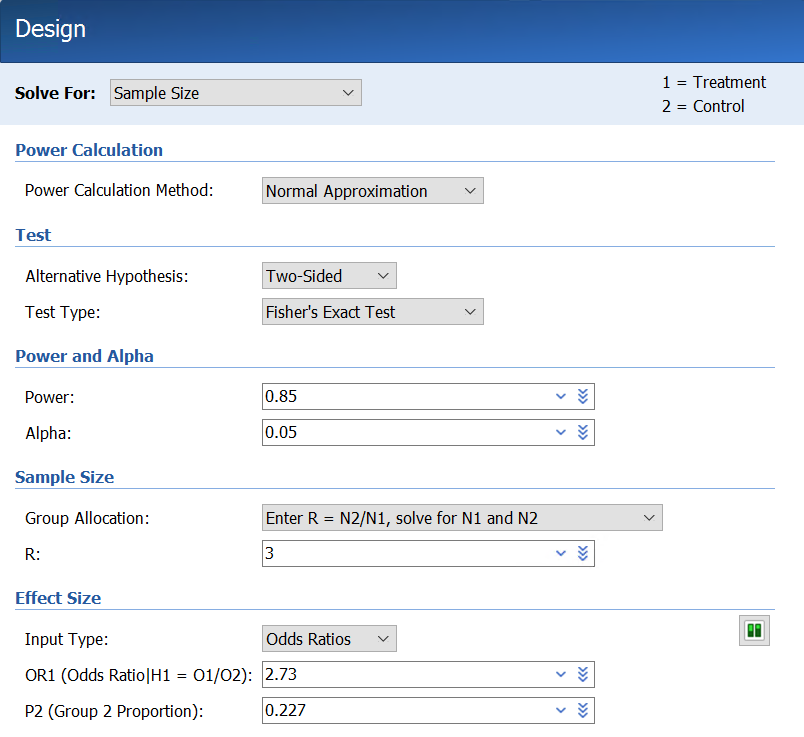 Design
Solve For: Sample Size
1 = Treatment
2 = Control
Power Calculation
Power Calculation Method: Normal Approximation
Test
Alternative Hypothesis: Two-Sided
Test Type: Fisher's Exact Test
Power and Alpha
Power: 0.85
Alpha: 0.05
Sample Size
Group Allocation: Enter R = N2/N1, solve for N1 and N2
R: 3
Effect Size
Input Type: Odds Ratios
OR1 (Odds Ratio|H1 = O1/O2): 2.73
P2 (Group 2 Proportion): 0.227